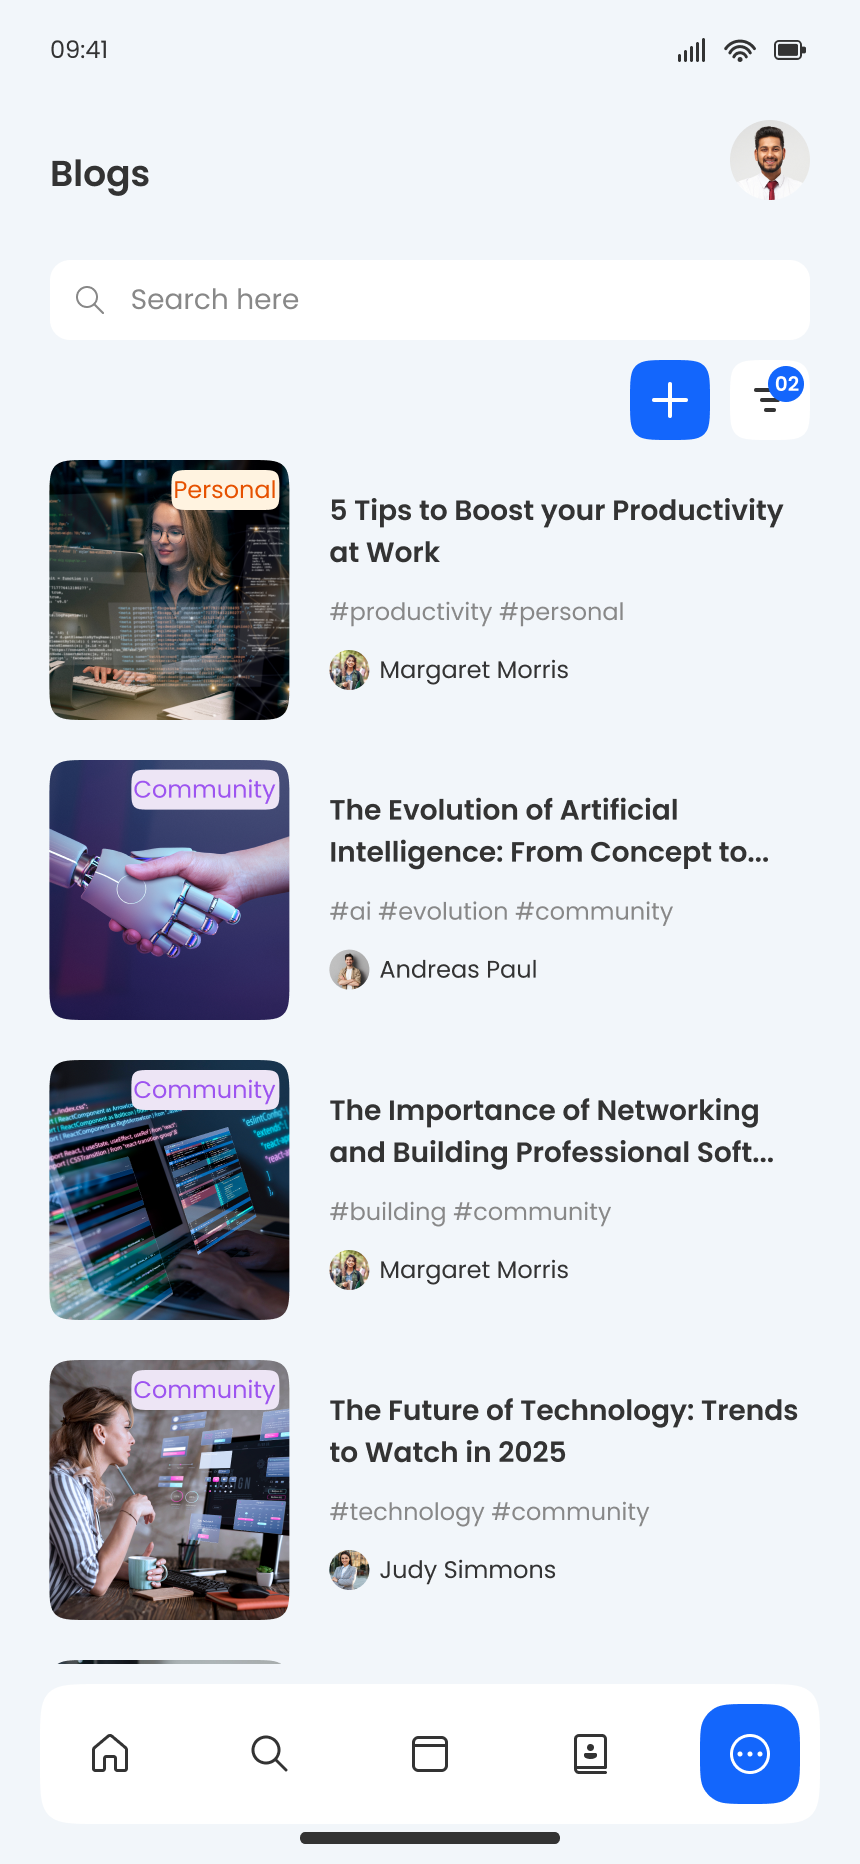 09:41
Blogs
Search here
02
Personal
5 Tips to Boost your Productivity
at Work
#productivity #personal
Margaret Morris
Community
The Evolution of Artificial
Intelligence: From Concept to...
#ai #evolution #community
Andreas Paul
Community
The Importance of Networking
and Building Professional Soft...
#building #community
Margaret Morris
Community
The Future of Technology: Trends
to Watch in 2025
#technology #community
Judy Simmons